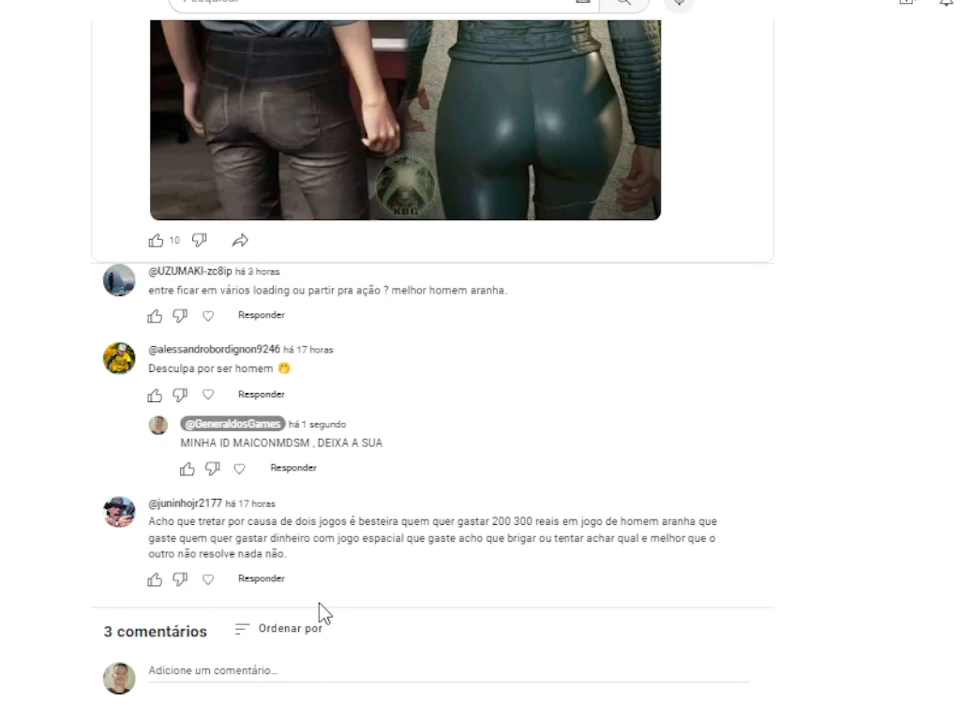 10
@UZUMAKI-zc8ip há 3 horas
entre ficar em vários loading ou partir pra ação ? melhor homem aranha.
Responder
@alessandrobordignon9246 há 17 horas
Desculpa por ser homem 🤭
Responder
@GeneraldosGames há 1 segundo
MINHA ID MAICONMDSM , DEIXA A SUA
Responder
@juninhojr2177 há 17 horas
Acho que tretar por causa de dois jogos é besteira quem quer gastar 200 300 reais em jogo de homem aranha que
gaste quem quer gastar dinheiro com jogo espacial que gaste acho que brigar ou tentar achar qual e melhor que o
outro não resolve nada não.
Responder
3 comentários
Ordenar por
Adicione um comentário...